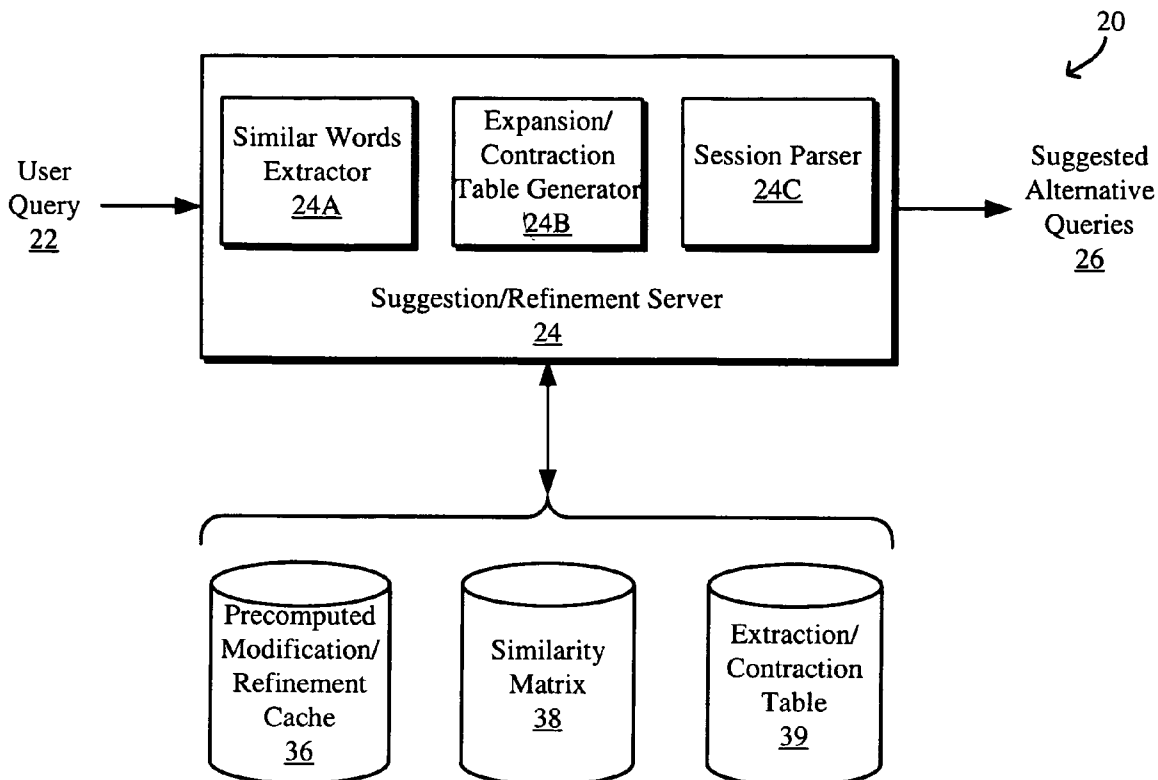 20
User
Query
22
Similar Words
Extractor
24A
Expansion/
Contraction
Table Generator
24B
Session Parser
24C
Suggestion/Refinement Server
24
Suggested
Alternative
Queries
26
Precomputed
Modification/
Refinement
Cache
36
Similarity
Matrix
38
Extraction/
Contraction
Table
39